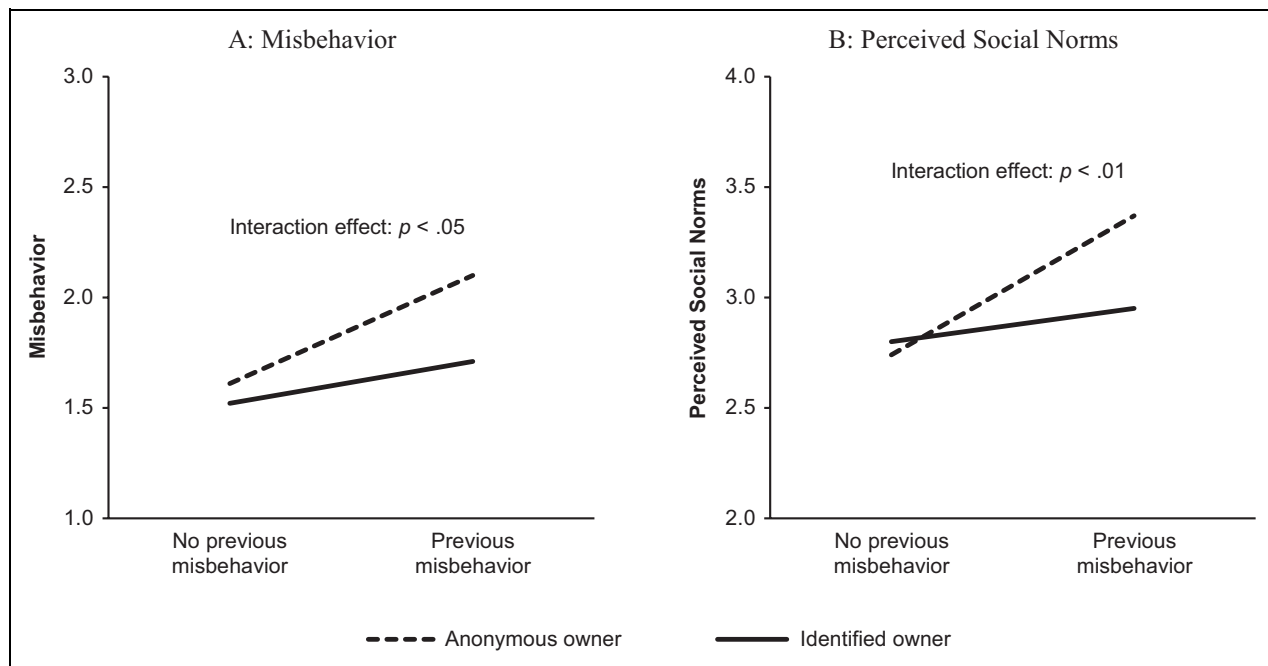 A: Misbehavior
3.0
2.5
2.0
1.5
1.0
Misbehavior
Interaction effect: p < .05
No previous
misbehavior
Previous
misbehavior
B: Perceived Social Norms
4.0
3.5
3.0
2.5
2.0
Perceived Social Norms
Interaction effect: p < .01
No previous
misbehavior
Previous
misbehavior
Anonymous owner
Identified owner